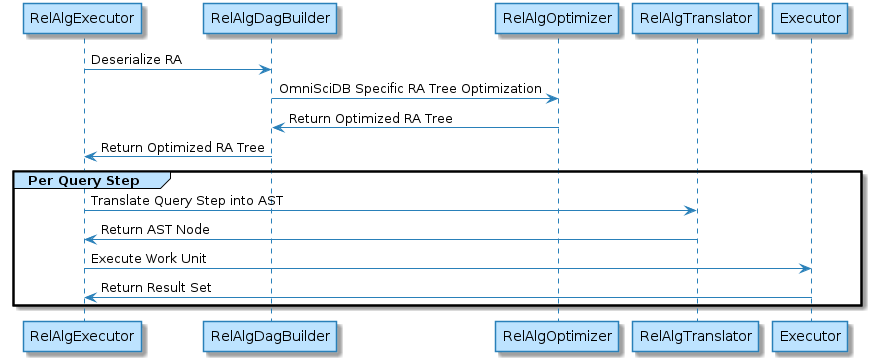 RelAlgExecutor RelAlgDagBuilder RelAlgOptimizer RelAlgTranslator Executor
Deserialize RA
OmniSciDB Specific RA Tree Optimization
Return Optimized RA Tree
Return Optimized RA Tree
Per Query Step
Translate Query Step into AST
Return AST Node
Execute Work Unit
Return Result Set
RelAlgExecutor RelAlgDagBuilder RelAlgOptimizer RelAlgTranslator Executor